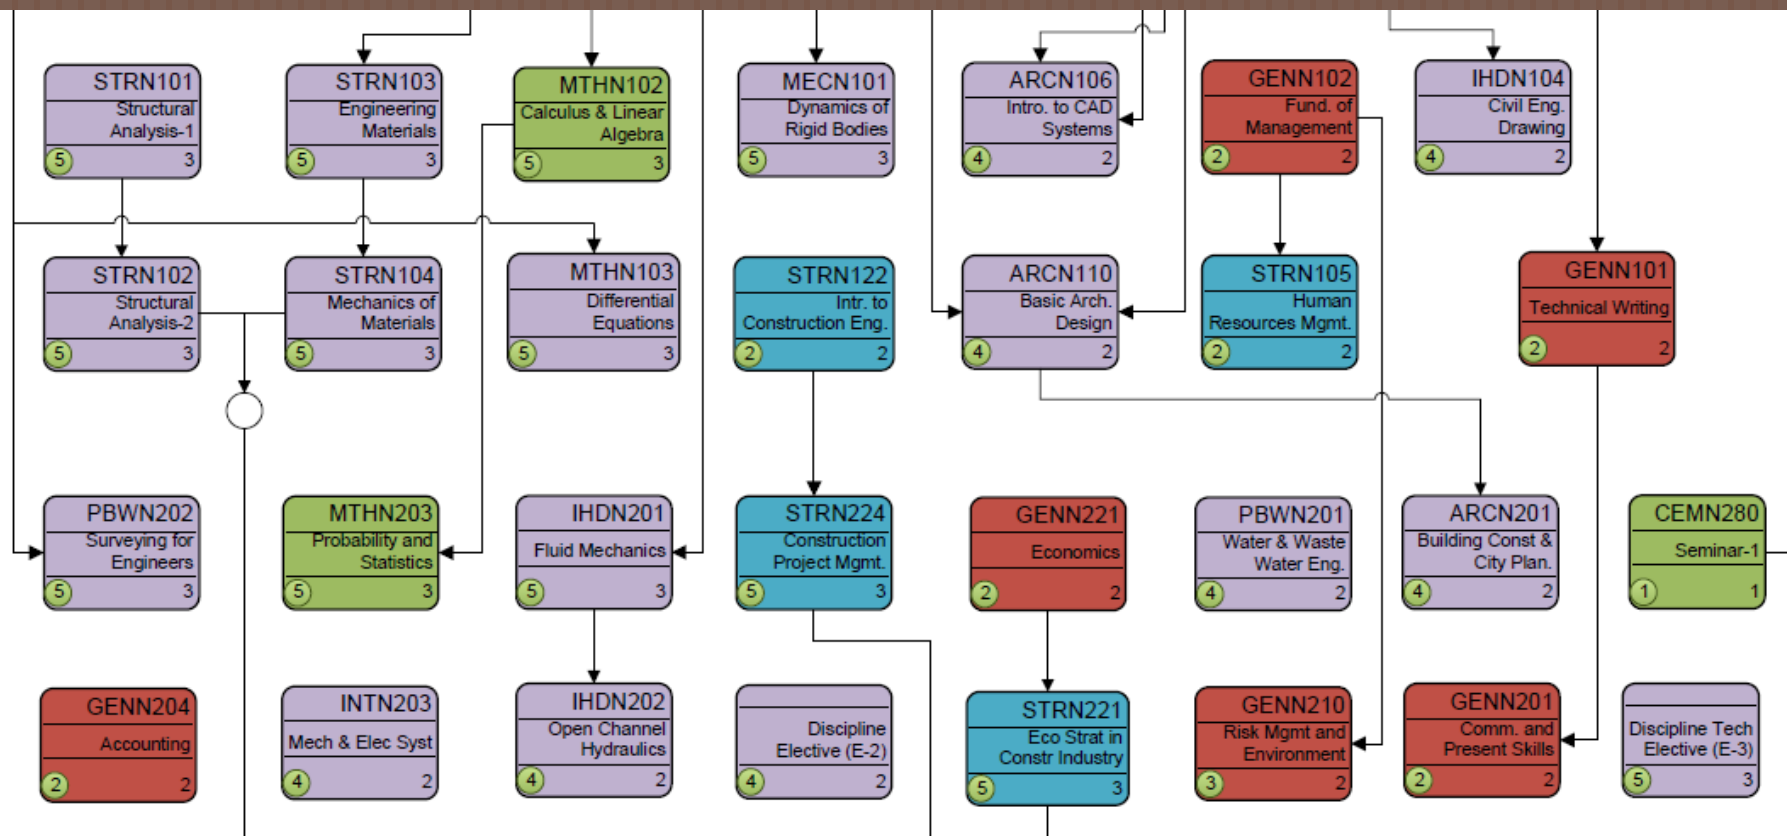 STRN101
Structural
Analysis-1
5 3
STRN103
Engineering
Materials
5 3
MTHN102
Calculus & Linear
Algebra
5 3
MECN101
Dynamics of
Rigid Bodies
5 3
ARCN106
Intro. to CAD
Systems
4 2
GENN102
Fund. of
Management
2 2
IHDN104
Civil Eng.
Drawing
4 2
STRN102
Structural
Analysis-2
5 3
STRN104
Mechanics of
Materials
5 3
MTHN103
Differential
Equations
5 3
STRN122
Intr. to
Construction Eng.
2 2
ARCN110
Basic Arch.
Design
4 2
STRN105
Human
Resources Mgmt.
2 2
GENN101
Technical Writing
2 2
PBWN202
Surveying for
Engineers
5 3
MTHN203
Probability and
Statistics
5 3
IHDN201
Fluid Mechanics
5 3
STRN224
Construction
Project Mgmt.
5 3
GENN221
Economics
2 2
PBWN201
Water & Waste
Water Eng.
4 2
ARCN201
Building Const &
City Plan.
4 2
CEMN280
Seminar-1
1 1
GENN204
Accounting
2 2
INTN203
Mech & Elec Syst
4 2
IHDN202
Open Channel
Hydraulics
4 2
Discipline
Elective (E-2)
4 2
STRN221
Eco Strat in
Constr Industry
5 3
GENN210
Risk Mgmt and
Environment
3 2
GENN201
Comm. and
Present Skills
2 2
Discipline Tech
Elective (E-3)
5 3